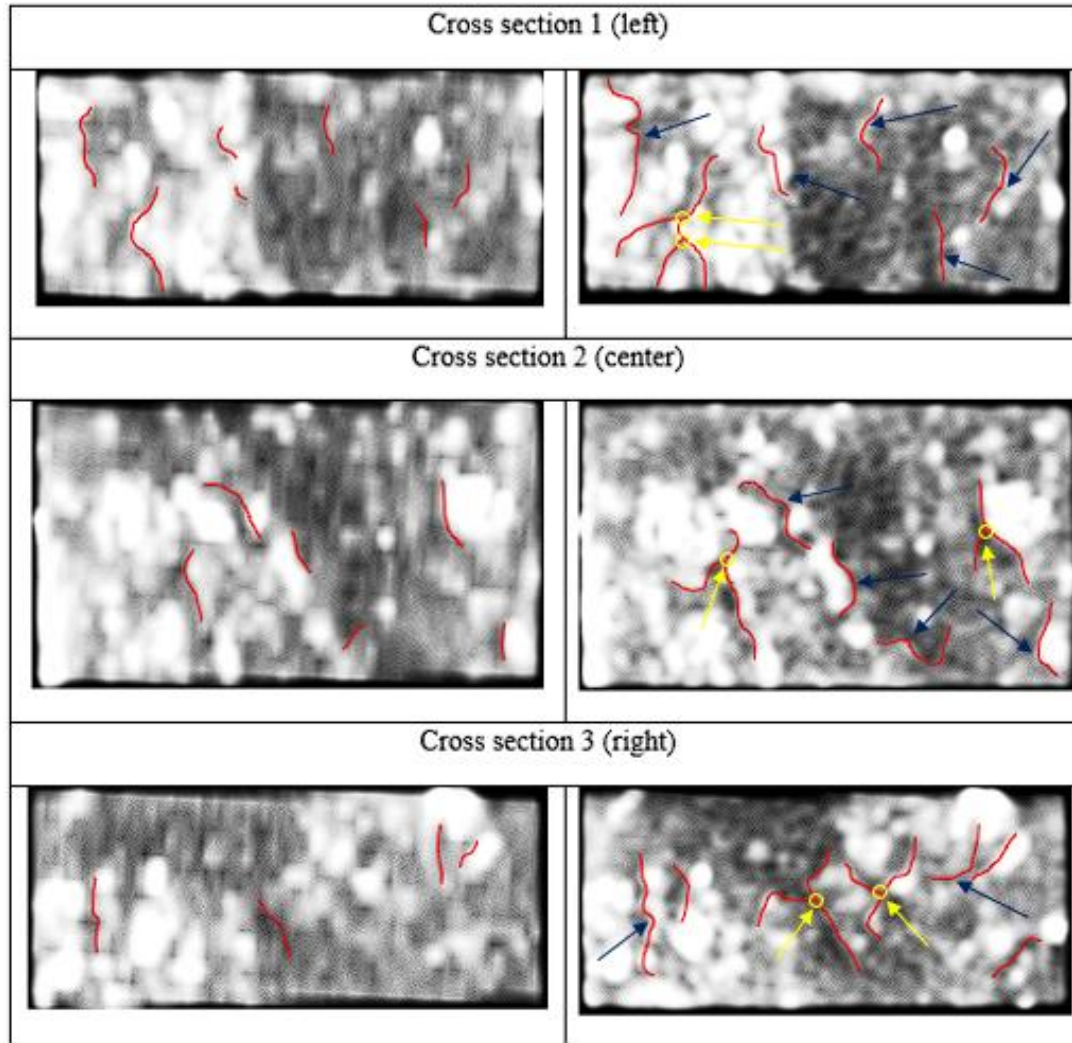 Cross section 1 (left)
Cross section 2 (center)
Cross section 3 (right)